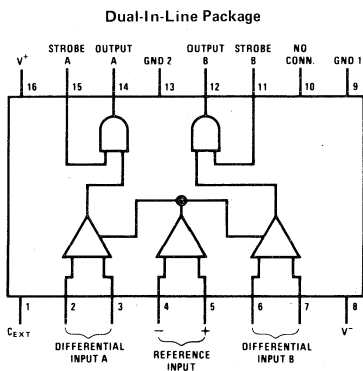 Dual-In-Line Package
V+
STROBE A
OUTPUT A
GND 2
OUTPUT B
STROBE B
NO CONN.
GND 1
16 15 14 13 12 11 10 9
1 2 3 4 5 6 7 8
CEXT
− +
V−
DIFFERENTIAL INPUT A
REFERENCE INPUT
DIFFERENTIAL INPUT B